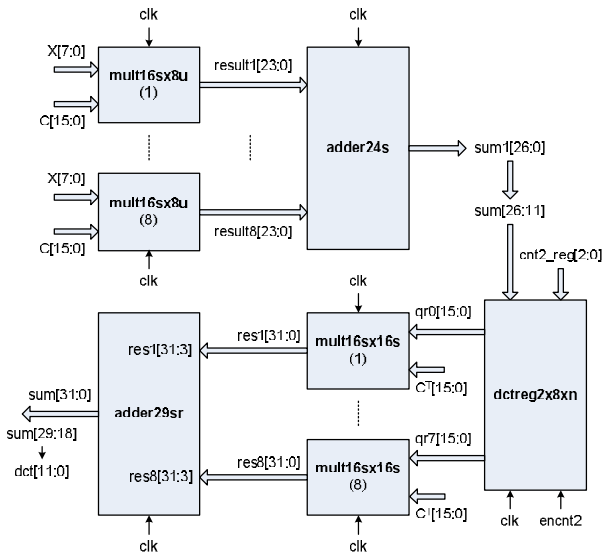 clk clk
X[7:0]
mult16sx8u
(1)
result1[23:0]
C[15:0]
adder24s
sum1[26:0]
X[7:0]
mult16sx8u
(8)
sum[26:11]
C[15:0]
result8[23:0]
cnt2_reg[2:0]
clk clk
qr0[15:0]
res1[31:0]
mult16sx16s
(1)
res1[31:3]
Cᵀ[15:0]
dctreg2x8xn
sum[31:0]
adder29sr
sum[29:18]
qr7[15:0]
res8[31:0]
mult16sx16s
(8)
dct[11:0]
res8[31:3]
Cᵀ[15:0]
clk encnt2
clk clk